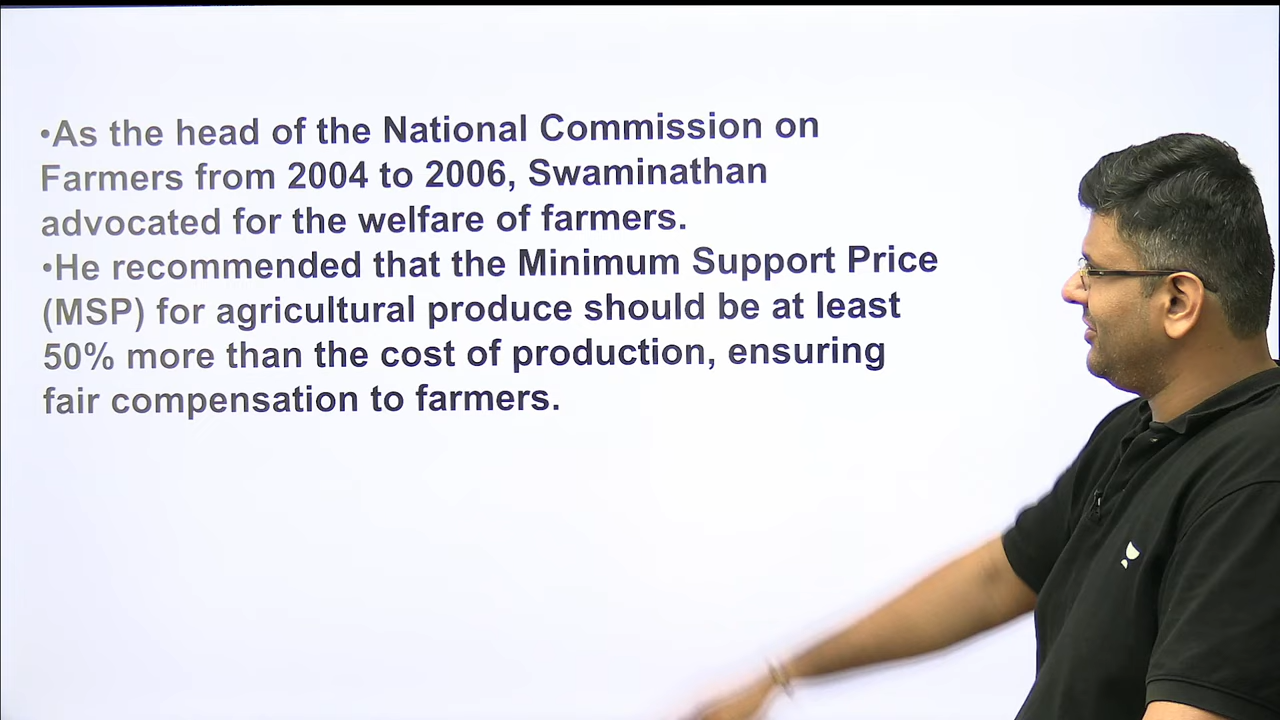 •As the head of the National Commission on
Farmers from 2004 to 2006, Swaminathan
advocated for the welfare of farmers.
•He recommended that the Minimum Support Price
(MSP) for agricultural produce should be at least
50% more than the cost of production, ensuring
fair compensation to farmers.